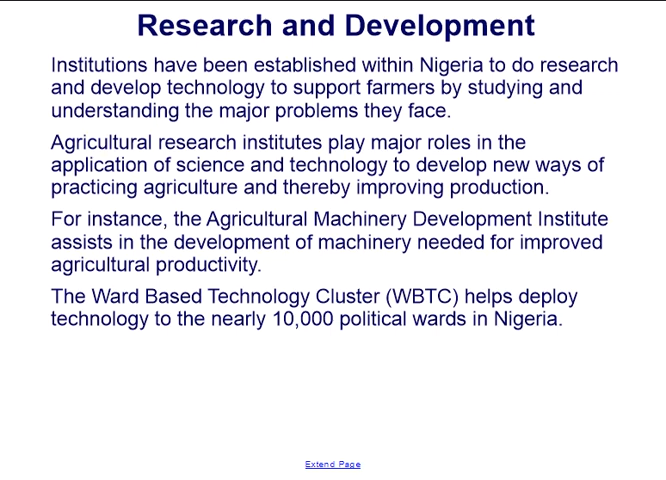 Research and Development
Institutions have been established within Nigeria to do research
and develop technology to support farmers by studying and
understanding the major problems they face.
Agricultural research institutes play major roles in the
application of science and technology to develop new ways of
practicing agriculture and thereby improving production.
For instance, the Agricultural Machinery Development Institute
assists in the development of machinery needed for improved
agricultural productivity.
The Ward Based Technology Cluster (WBTC) helps deploy
technology to the nearly 10,000 political wards in Nigeria.
Extend Page